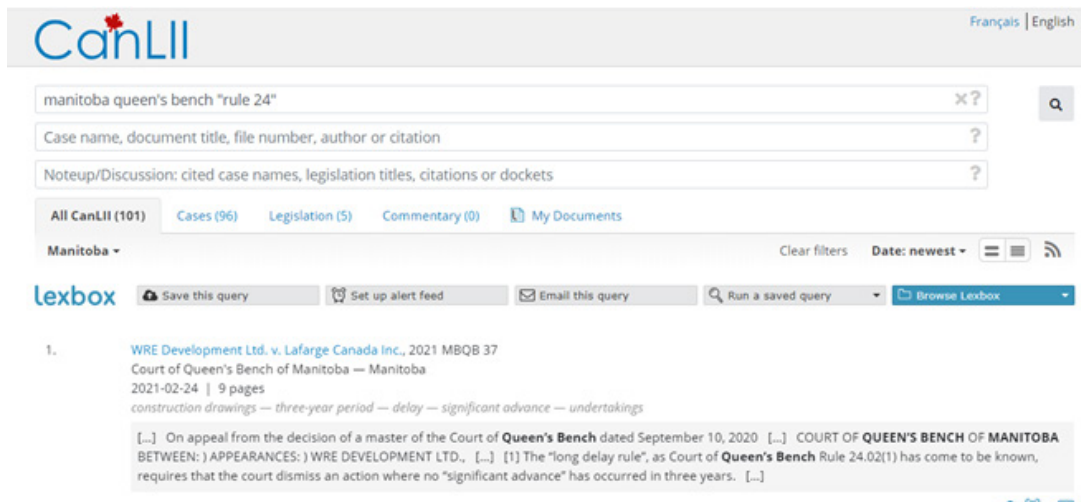 Français | English
CanLII
manitoba queen's bench "rule 24"
×?
Case name, document title, file number, author or citation
?
Noteup/Discussion: cited case names, legislation titles, citations or dockets
?
All CanLII (101) Cases (96) Legislation (5) Commentary (0) My Documents
Manitoba Clear filters Date: newest
lexbox Save this query Set up alert feed Email this query Run a saved query Browse Lexbox
1. WRE Development Ltd. v. Lafarge Canada Inc., 2021 MBQB 37
Court of Queen's Bench of Manitoba — Manitoba
2021-02-24 | 9 pages
construction drawings — three-year period — delay — significant advance — undertakings
[...] On appeal from the decision of a master of the Court of Queen's Bench dated September 10, 2020 [...] COURT OF QUEEN'S BENCH OF MANITOBA
BETWEEN: ) APPEARANCES: ) WRE DEVELOPMENT LTD., [...] [1] The "long delay rule", as Court of Queen's Bench Rule 24.02(1) has come to be known,
requires that the court dismiss an action where no "significant advance" has occurred in three years. [...]